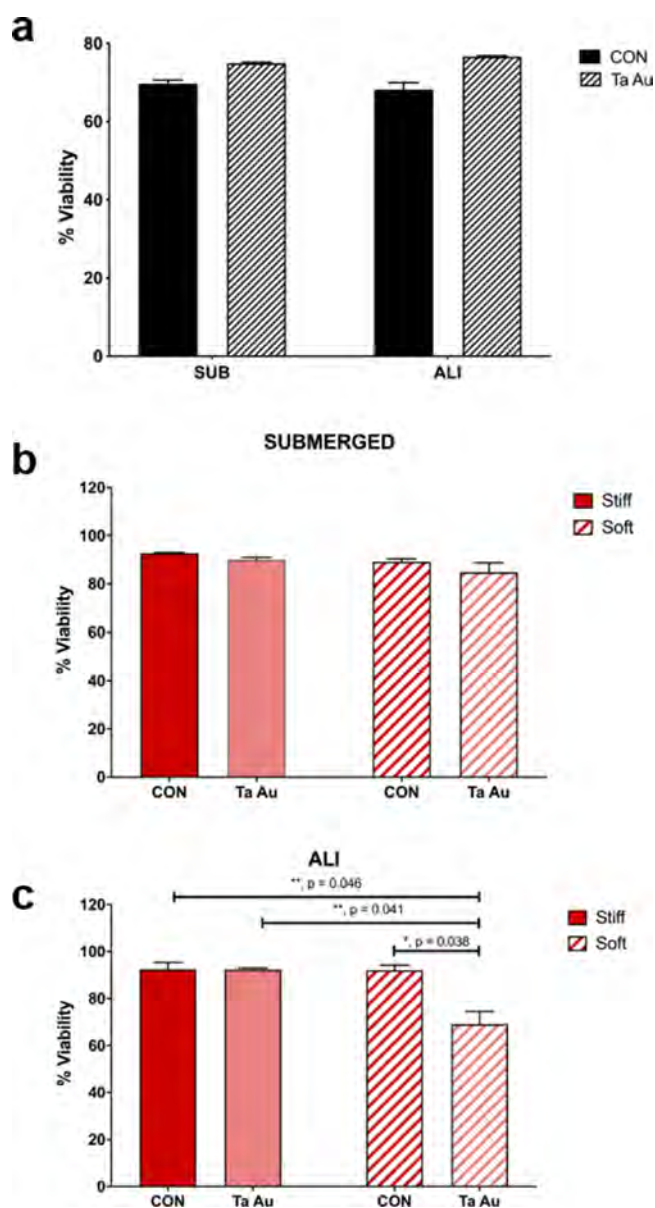 a
80
60
40
20
0
% Viability
CON
Ta Au
SUB
ALI
b
SUBMERGED
120
100
80
60
40
20
0
% Viability
Stiff
Soft
CON
Ta Au
CON
Ta Au
c
ALI
**, p = 0.046
**, p = 0.041
*, p = 0.038
120
100
80
60
40
20
0
% Viability
Stiff
Soft
CON
Ta Au
CON
Ta Au